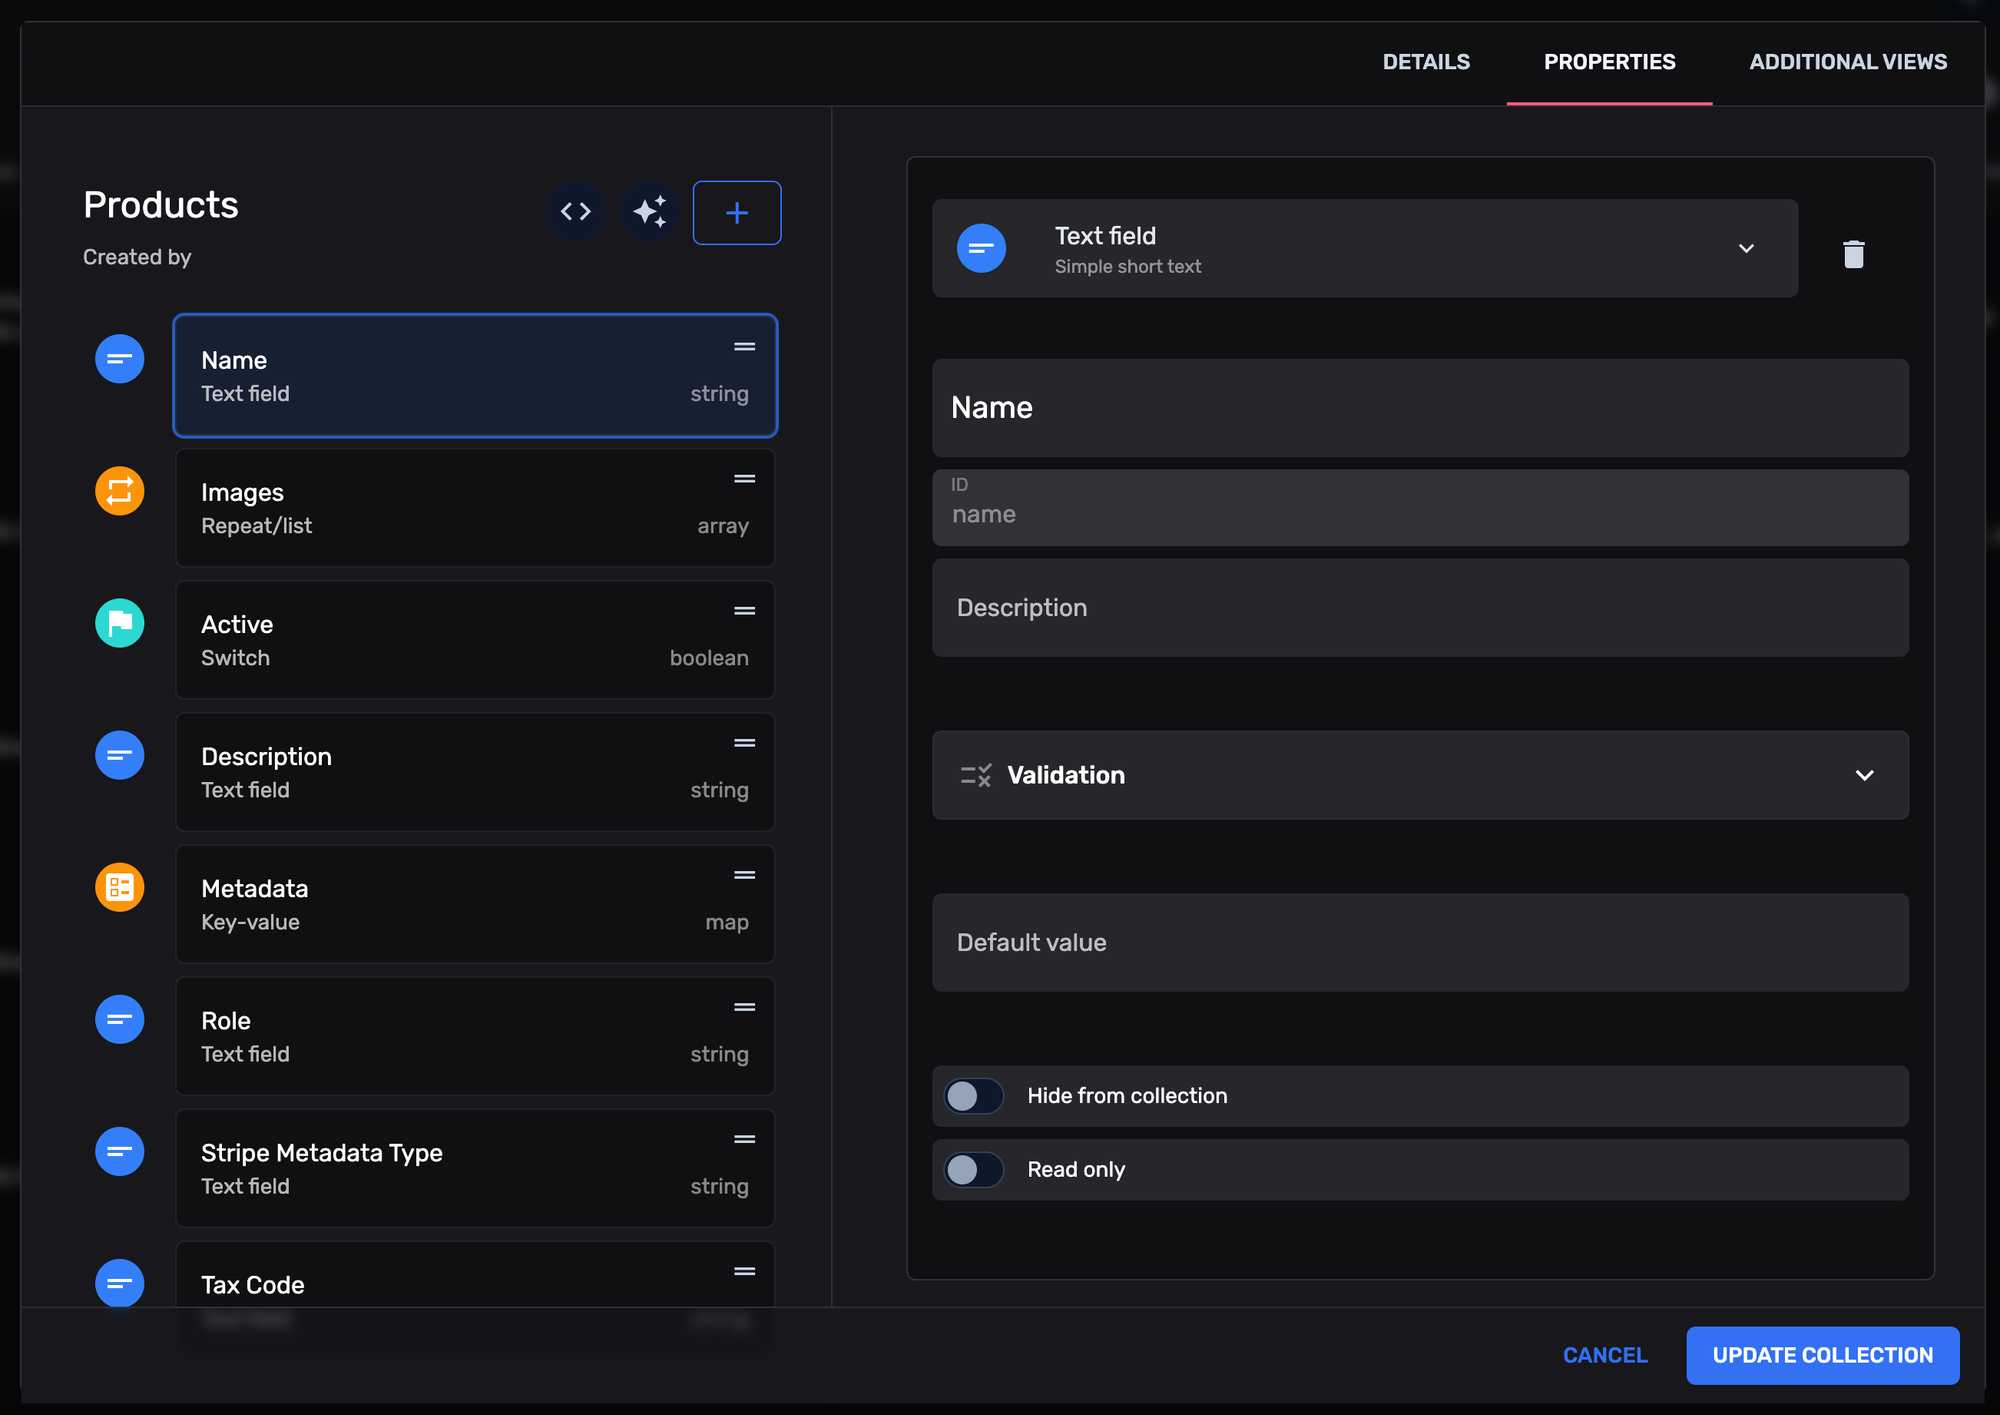 DETAILS
PROPERTIES
ADDITIONAL VIEWS
Products
Created by
Name
Text field
string
Images
Repeat/list
array
Active
Switch
boolean
Description
Text field
string
Metadata
Key-value
map
Role
Text field
string
Stripe Metadata Type
Text field
string
Tax Code
Text field
string
Text field
Simple short text
Name
ID
name
Description
Validation
Default value
Hide from collection
Read only
CANCEL
UPDATE COLLECTION